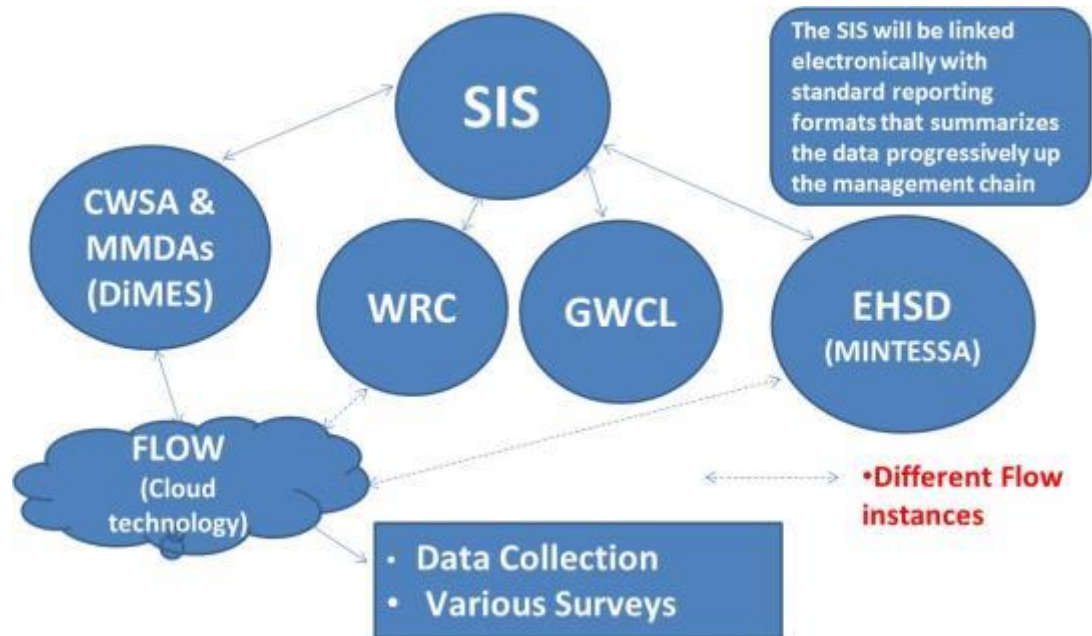 SIS
The SIS will be linked
electronically with
standard reporting
formats that summarizes
the data progressively up
the management chain
CWSA &
MMDAs
(DiMES)
WRC
GWCL
EHSD
(MINTESSA)
FLOW
(Cloud
technology)
•Different Flow
instances
• Data Collection
• Various Surveys